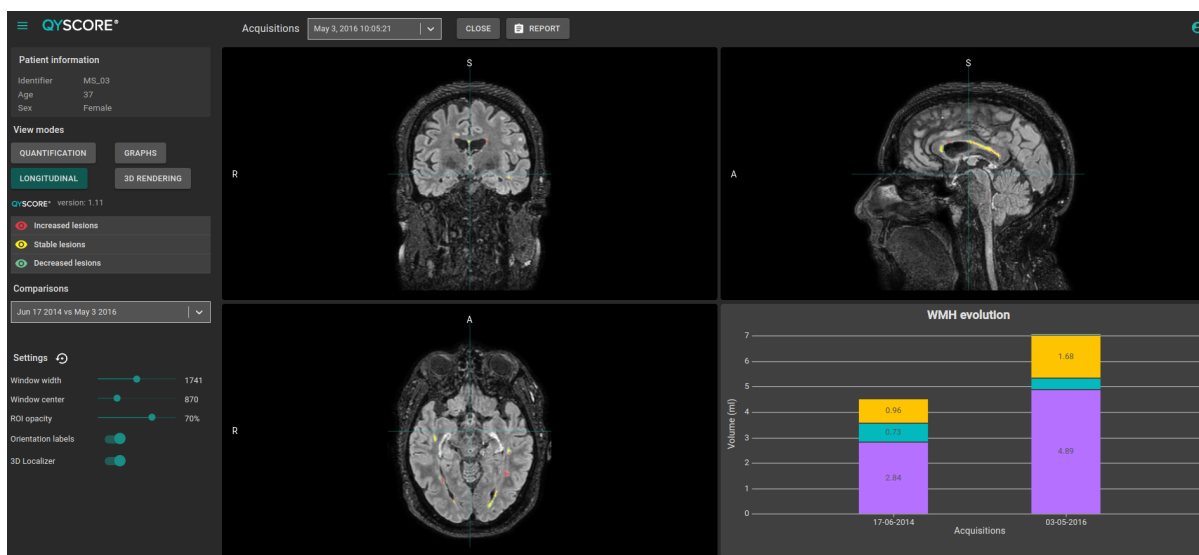 QYSCORE®
Acquisitions
May 3, 2016 10:05:21
CLOSE
REPORT
Patient information
Identifier MS_03
Age 37
Sex Female
View modes
QUANTIFICATION
GRAPHS
LONGITUDINAL
3D RENDERING
QYSCORE® version: 1.11
Increased lesions
Stable lesions
Decreased lesions
Comparisons
Jun 17 2014 vs May 3 2016
Settings
Window width 1741
Window center 870
ROI opacity 70%
Orientation labels
3D Localizer
S
R
S
A
A
R
WMH evolution
7
6
5
4
3
2
1
0
Volume (ml)
0.96
0.73
2.84
1.68
4.89
17-06-2014
03-05-2016
Acquisitions